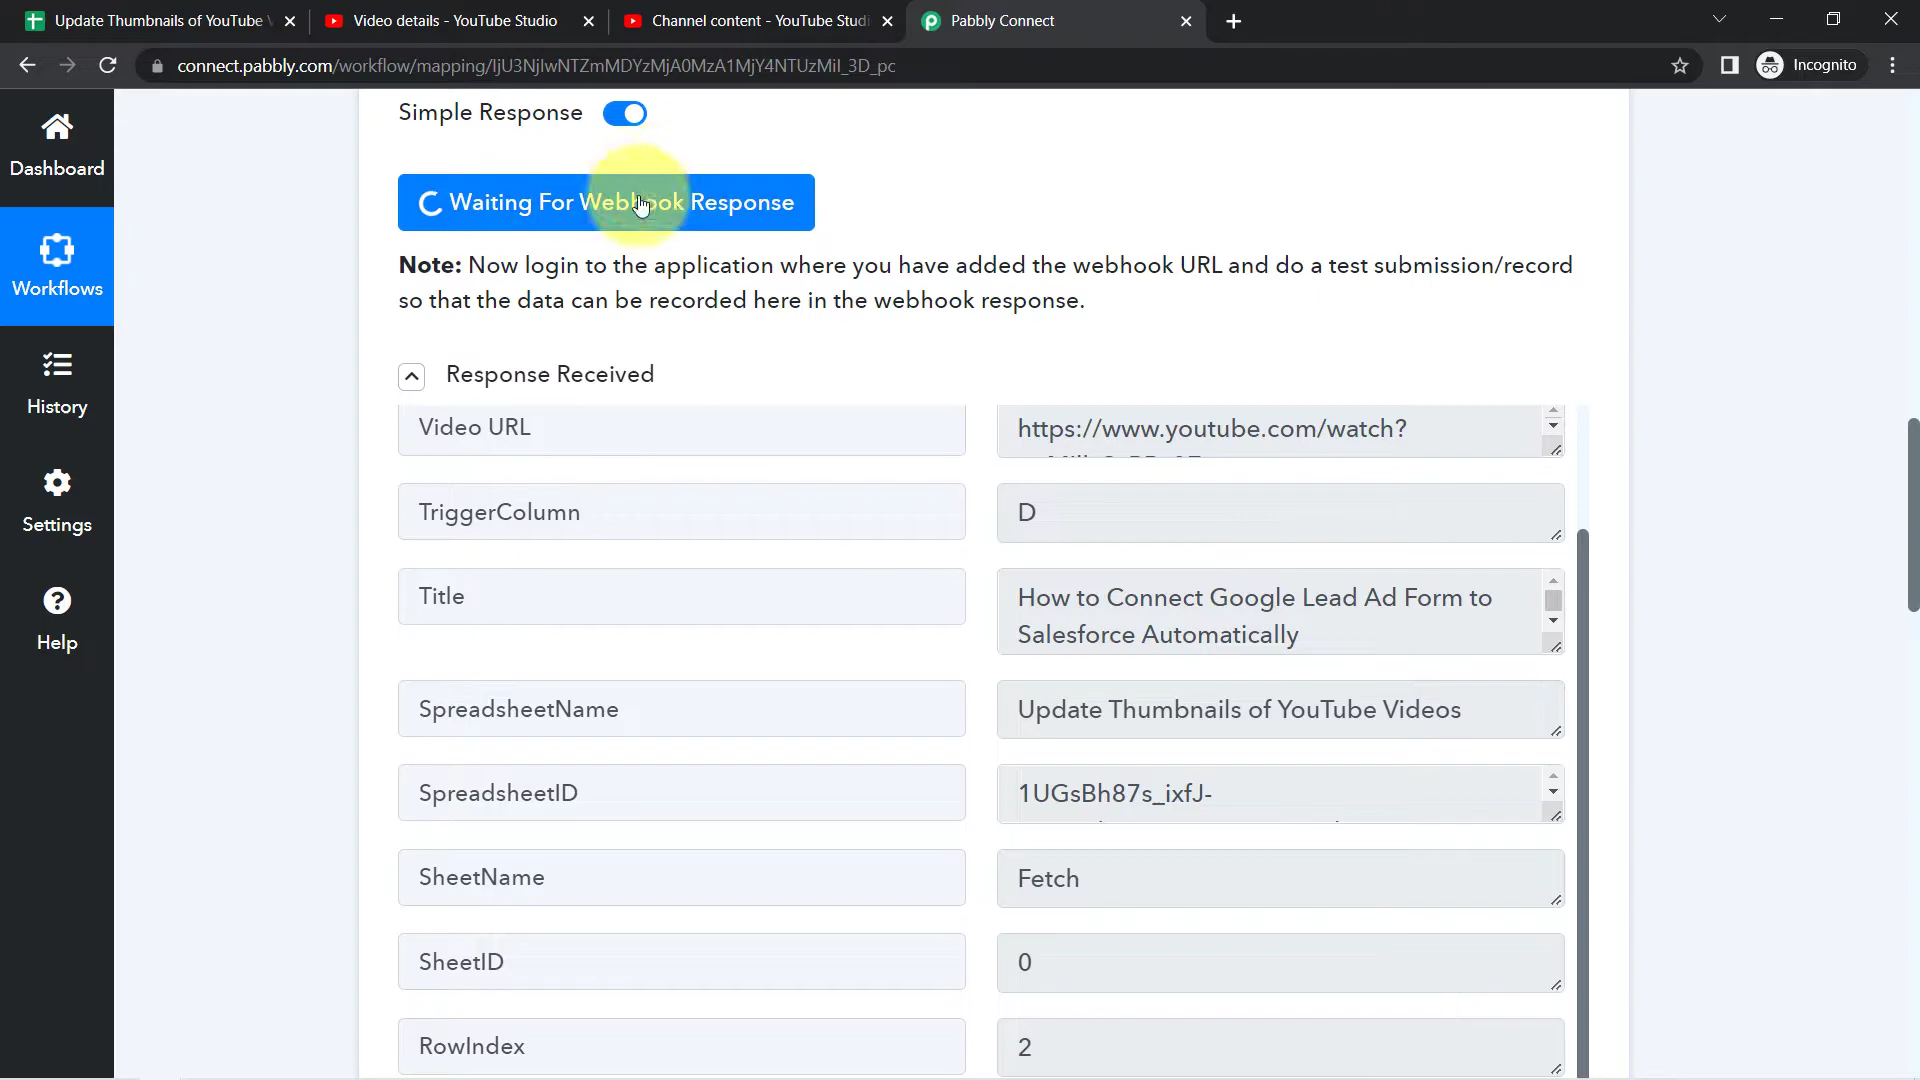 Update Thumbnails of YouTube
Video details - YouTube Studio
Channel content - YouTube Studi
Pabbly Connect
connect.pabbly.com/workflow/mapping/IjU3NjIwNTZmMDYzMjA0MzA1MjY4NTUzMiI_3D_pc
Incognito
Dashboard
Workflows
History
Settings
Help
Simple Response
Waiting For Webhook Response
Note: Now login to the application where you have added the webhook URL and do a test submission/record
so that the data can be recorded here in the webhook response.
Response Received
Video URL
https://www.youtube.com/watch?
TriggerColumn
D
Title
How to Connect Google Lead Ad Form to
Salesforce Automatically
SpreadsheetName
Update Thumbnails of YouTube Videos
SpreadsheetID
1UGsBh87s_ixfJ-
SheetName
Fetch
SheetID
0
RowIndex
2